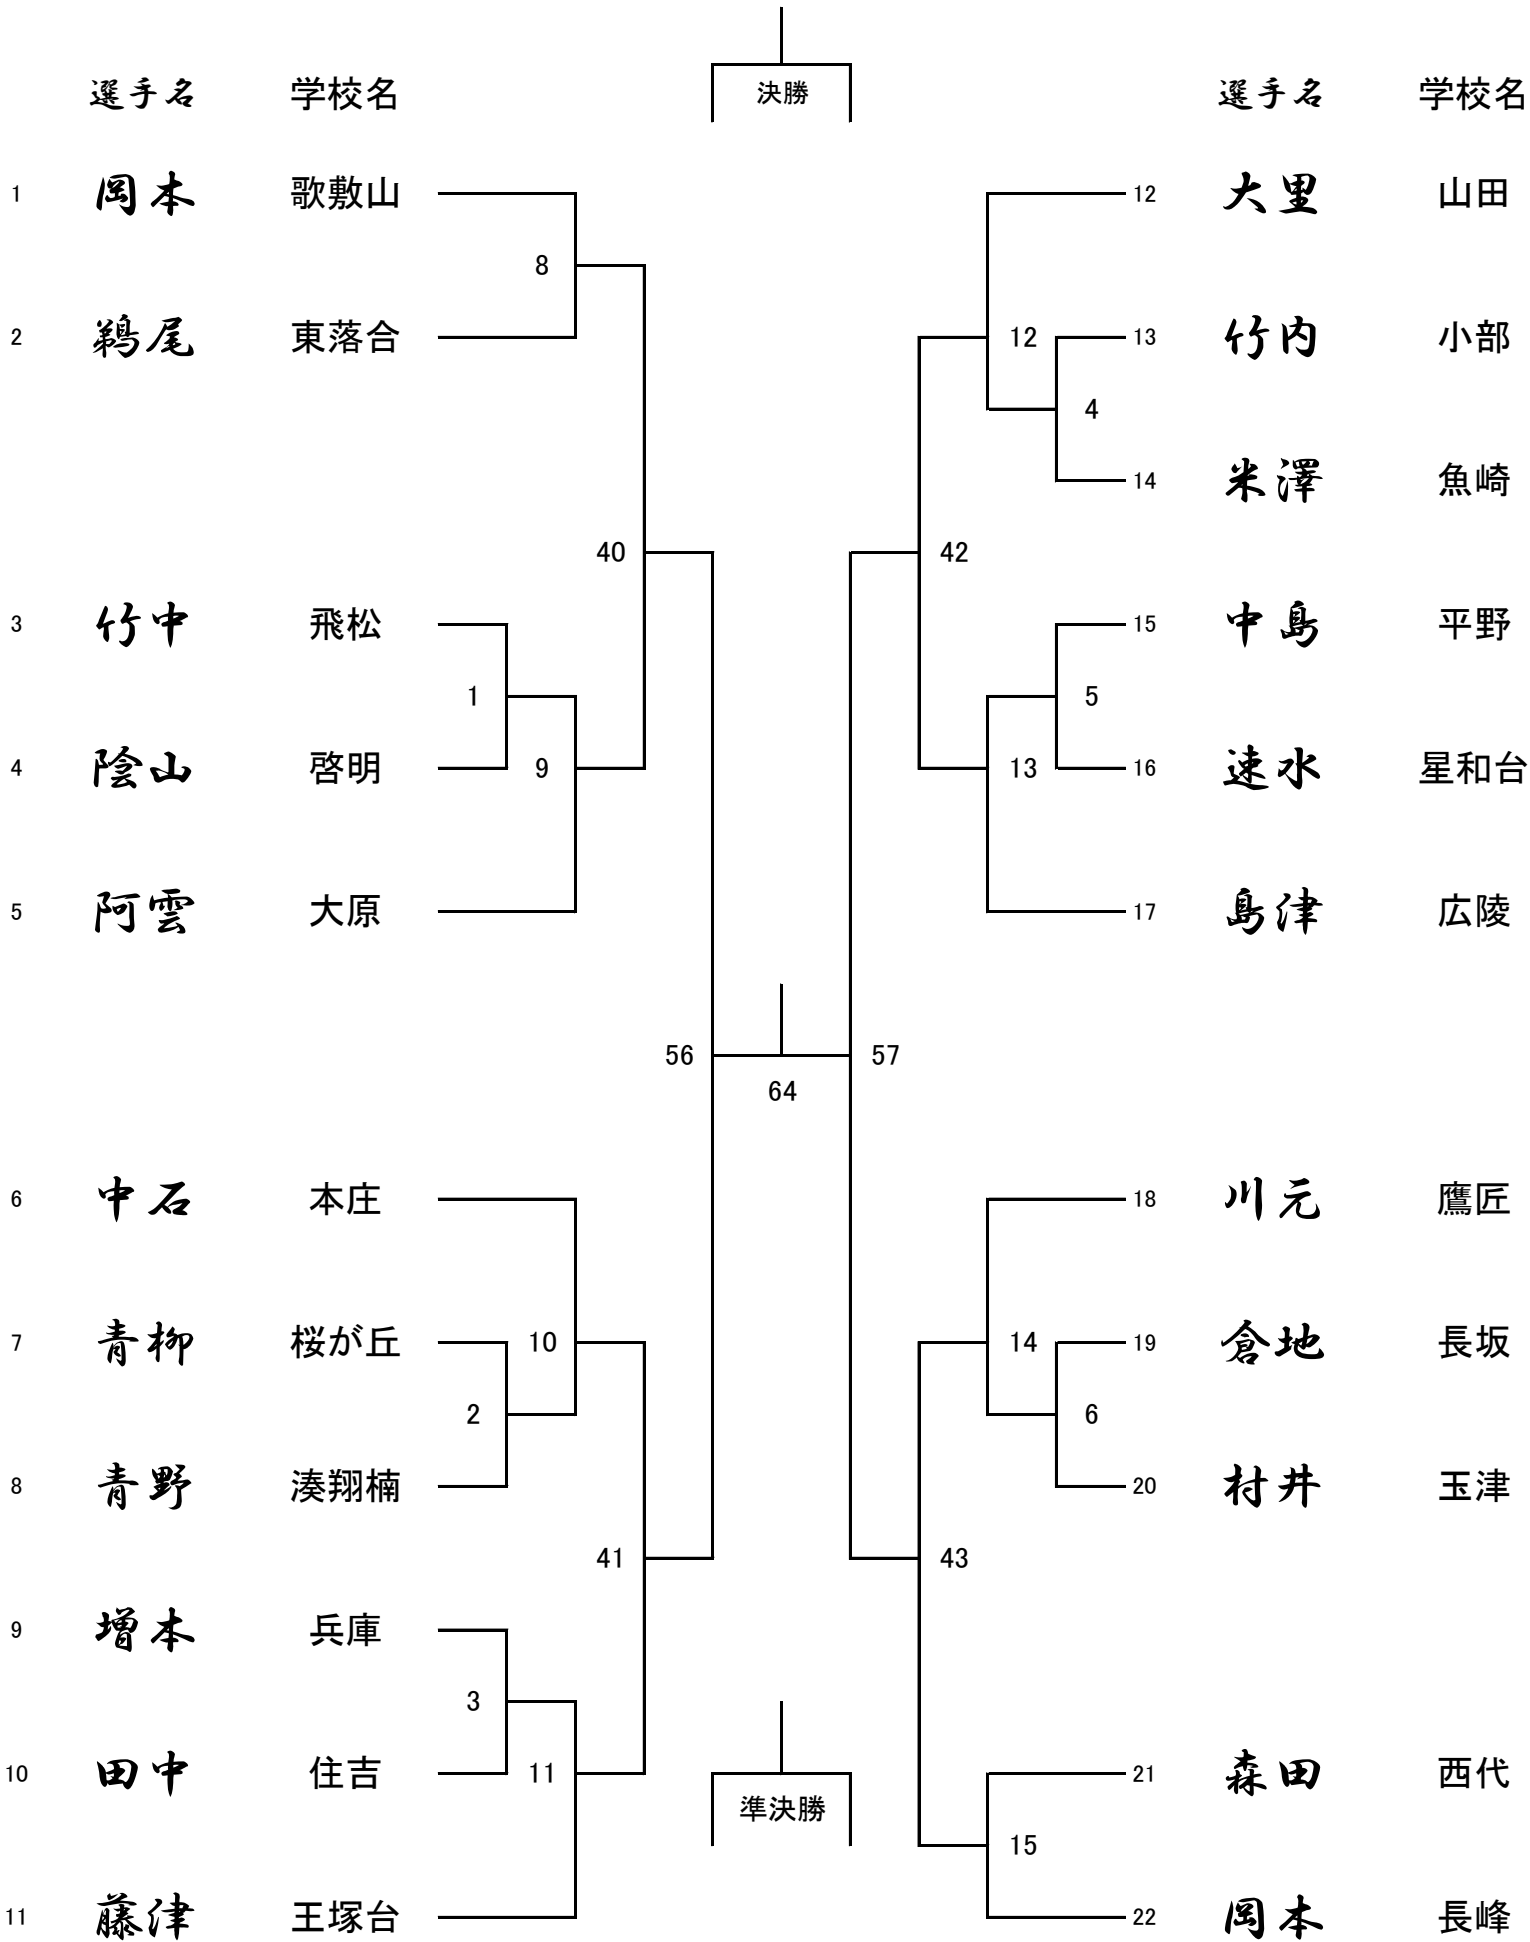 決勝
選手名 学校名 選手名 学校名
1 岡本 歌敷山 12 大里 山田
8
2 鵜尾 東落合 12 13 竹内 小部
4
14 米澤 魚崎
40 42
3 竹中 飛松 15 中島 平野
1 5
4 陰山 啓明 9 13 16 速水 星和台
5 阿雲 大原 17 島津 広陵
56 57
64
6 中石 本庄 18 川元 鷹匠
7 青柳 桜が丘 10 14 19 倉地 長坂
2 6
8 青野 湊翔楠 20 村井 玉津
41 43
9 増本 兵庫
3
10 田中 住吉 11 21 森田 西代
準決勝
15
11 藤津 王塚台 22 岡本 長峰